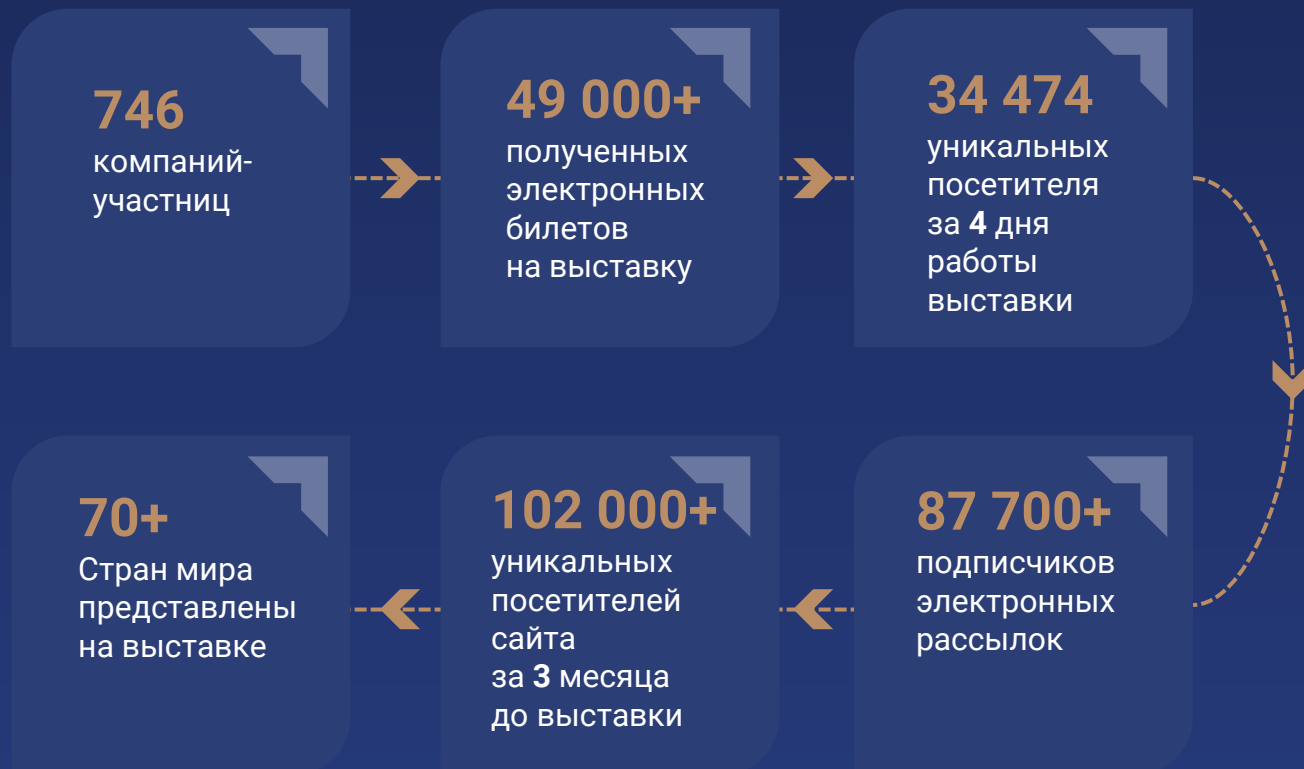 746
компаний-
участниц
49 000+
полученных
электронных
билетов
на выставку
34 474
уникальных
посетителя
за 4 дня
работы
выставки
87 700+
подписчиков
электронных
рассылок
102 000+
уникальных
посетителей
сайта
за 3 месяца
до выставки
70+
Стран мира
представлены
на выставке